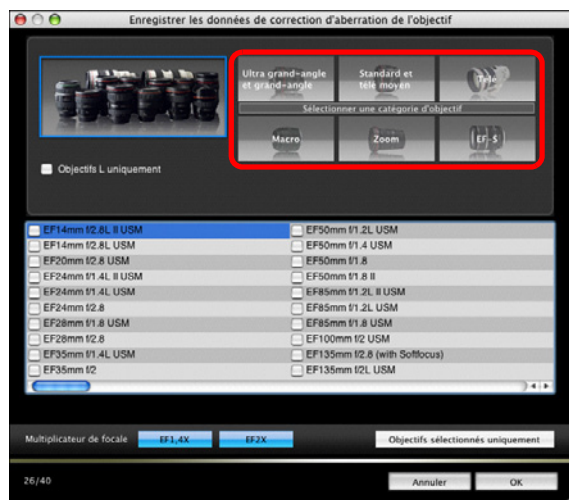 Enregistrer les données de correction d'aberration de l'objectif
Ultra grand-angle
et grand-angle
Standard et
télé moyen
Télé
Sélectionner une catégorie d'objectif
Macro
Zoom
EF-S
Objectifs L uniquement
EF14mm f/2.8L II USM
EF14mm f/2.8L USM
EF20mm f/2.8 USM
EF24mm f/1.4L II USM
EF24mm f/1.4L USM
EF24mm f/2.8
EF28mm f/1.8 USM
EF28mm f/2.8
EF35mm f/1.4L USM
EF35mm f/2
EF50mm f/1.2L USM
EF50mm f/1.4 USM
EF50mm f/1.8
EF50mm f/1.8 II
EF85mm f/1.2L II USM
EF85mm f/1.2L USM
EF85mm f/1.8 USM
EF100mm f/2 USM
EF135mm f/2.8 (with Softfocus)
EF135mm f/2L USM
Multiplicateur de focale
EF1,4X
EF2X
Objectifs sélectionnés uniquement
26/40
Annuler
OK